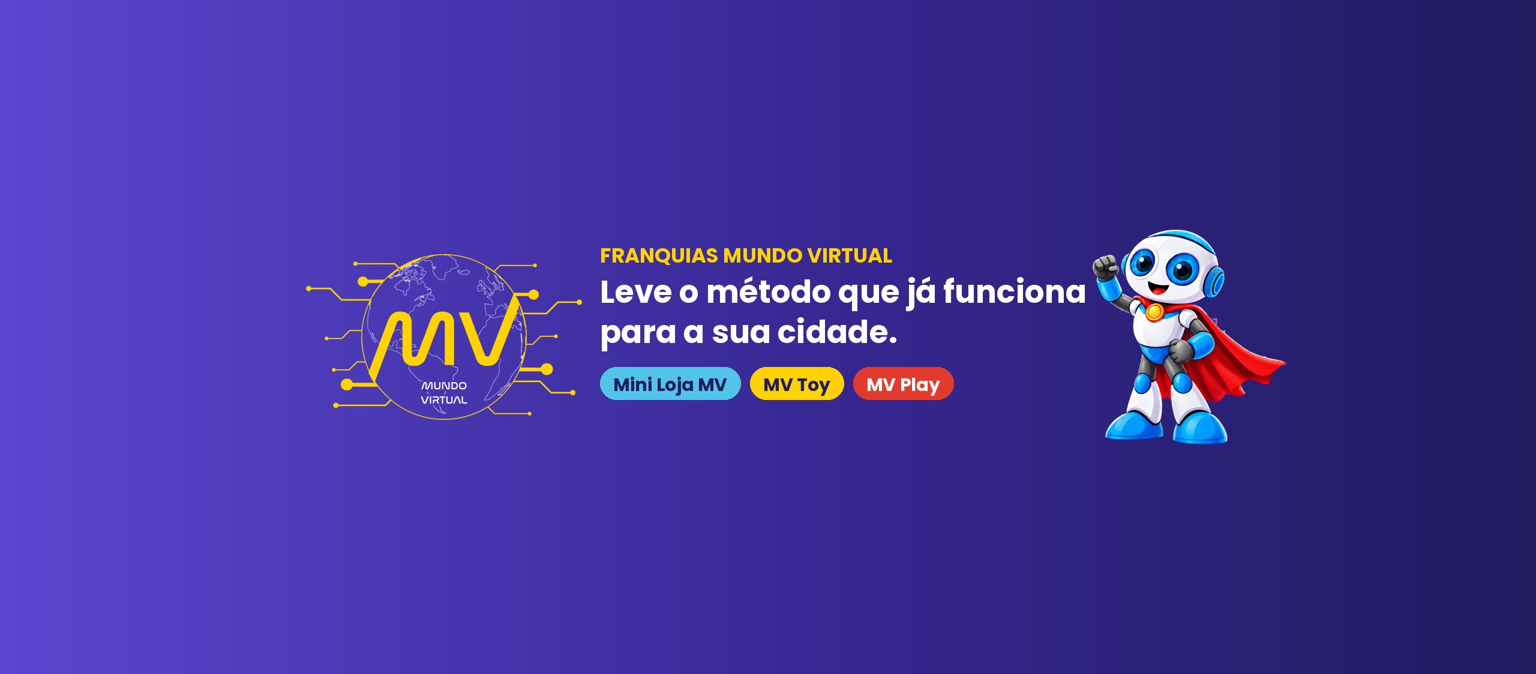 MV
MUNDO
VIRTUAL
FRANQUIAS MUNDO VIRTUAL
Leve o método que já funciona
para a sua cidade.
Mini Loja MV MV Toy MV Play